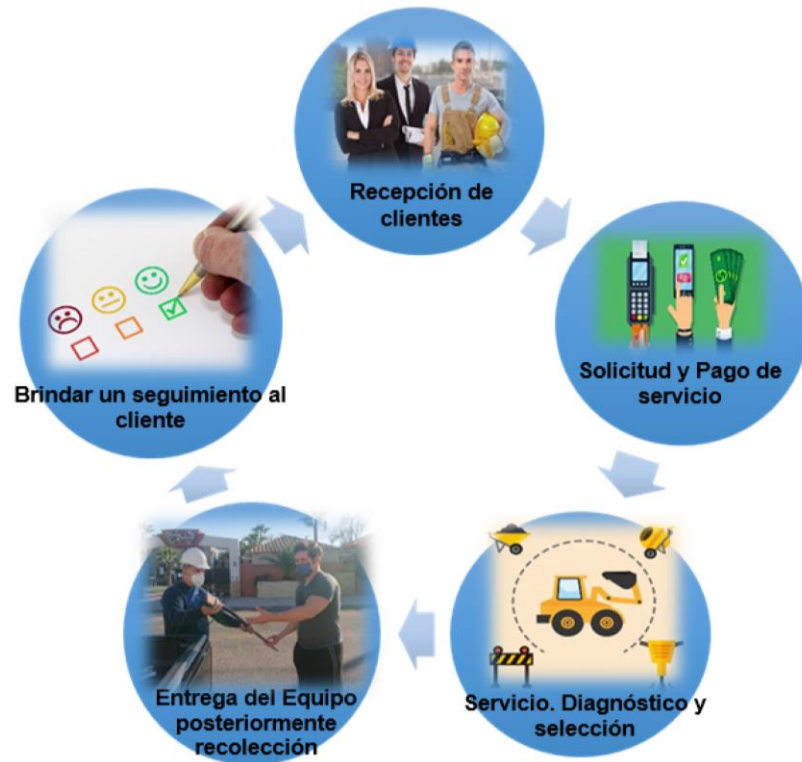 Recepción de
clientes
Solicitud y Pago de
servicio
Servicio. Diagnóstico y
selección
Entrega del Equipo
posteriormente
recolección
Brindar un seguimiento al
cliente